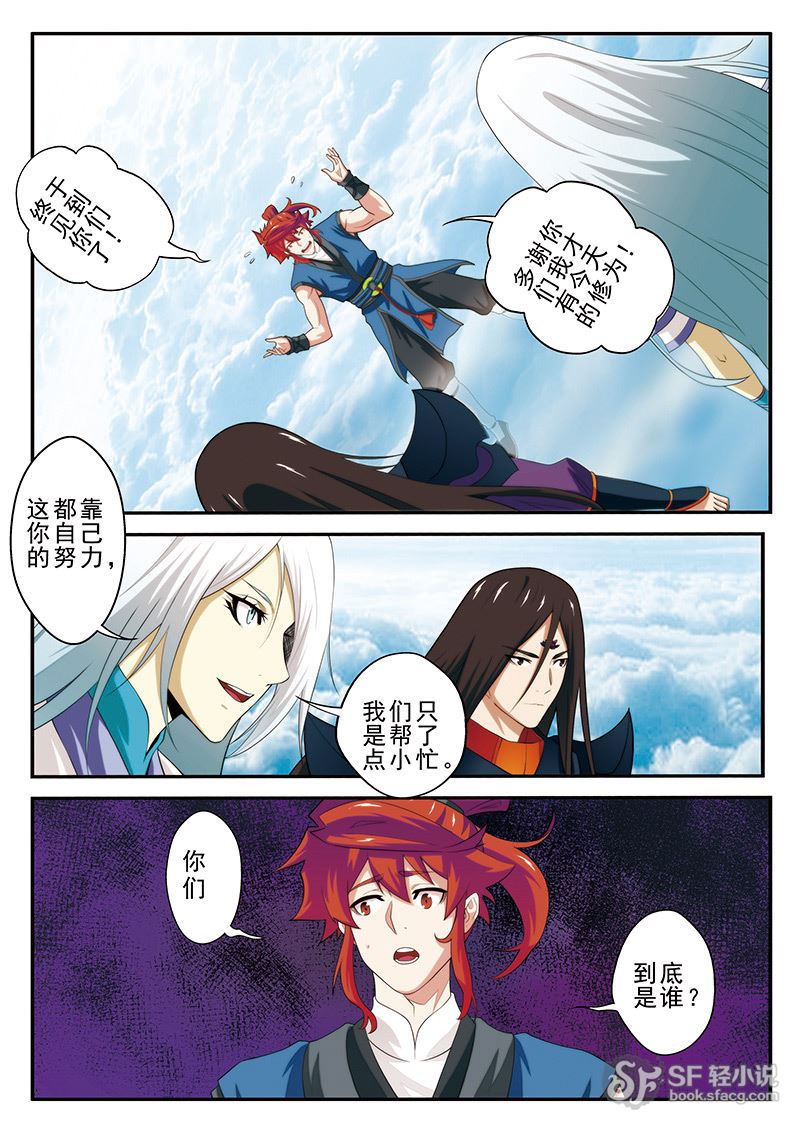 终于
见到
你们
了！
多谢你
们我才
有今天
的修为！
这都靠
你自己
的努力，
我们只
是帮了
点小忙。
你
们
到底
是谁？
SF 轻小说
book.sfacg.com